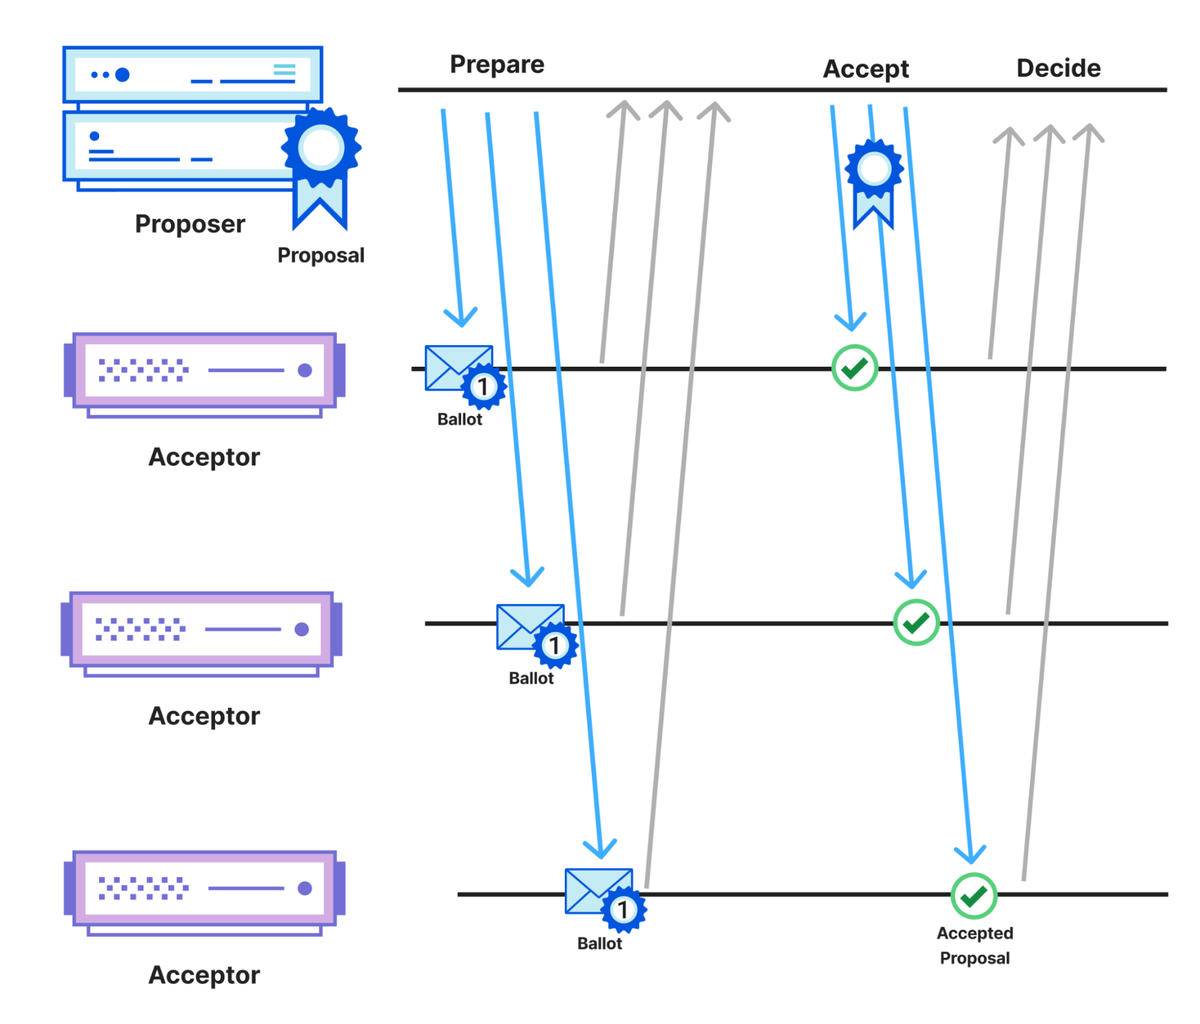 Prepare
Accept
Decide
Proposer
Proposal
1
Ballot
Acceptor
1
Ballot
Acceptor
1
Ballot
Accepted
Proposal
Acceptor